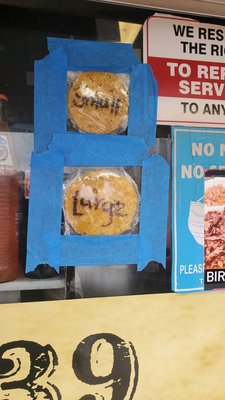 Small
Large
WE RES
THE RI
TO REF
SERV
TO ANY
NO M
NO S
PLEAS
BIR
39